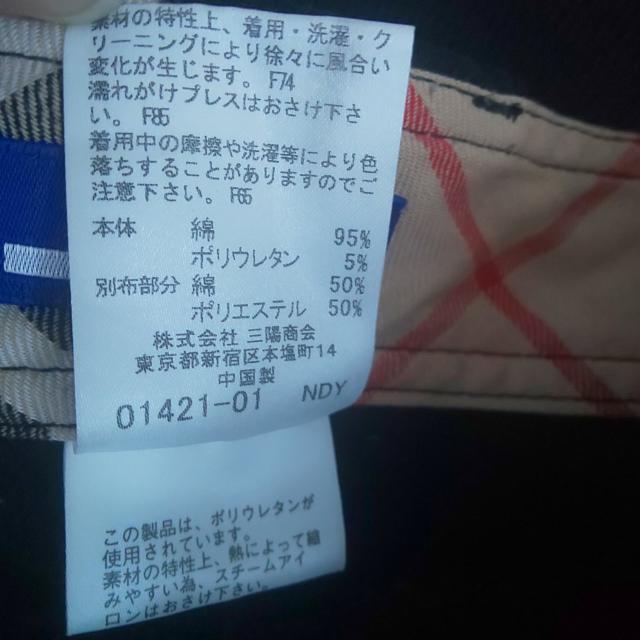 素材の特性上、着用・洗濯・ク
リーニングにより徐々に風合い
変化が生じます。 F74
濡れがけプレスはおさけ下さ
い。 F85
着用中の摩擦や洗濯等により色
落ちすることがありますのでご
注意下さい。 F65
本体 綿 95%
ポリウレタン 5%
別布部分 綿 50%
ポリエステル 50%
株式会社 三陽商会
東京都新宿区本塩町14
中国製
01421-01 NDY
この製品は、ポリウレタンが
使用されています。
素材の特性上、熱によって縮
みやすい為、スチームアイ
ロンはおさけ下さい。